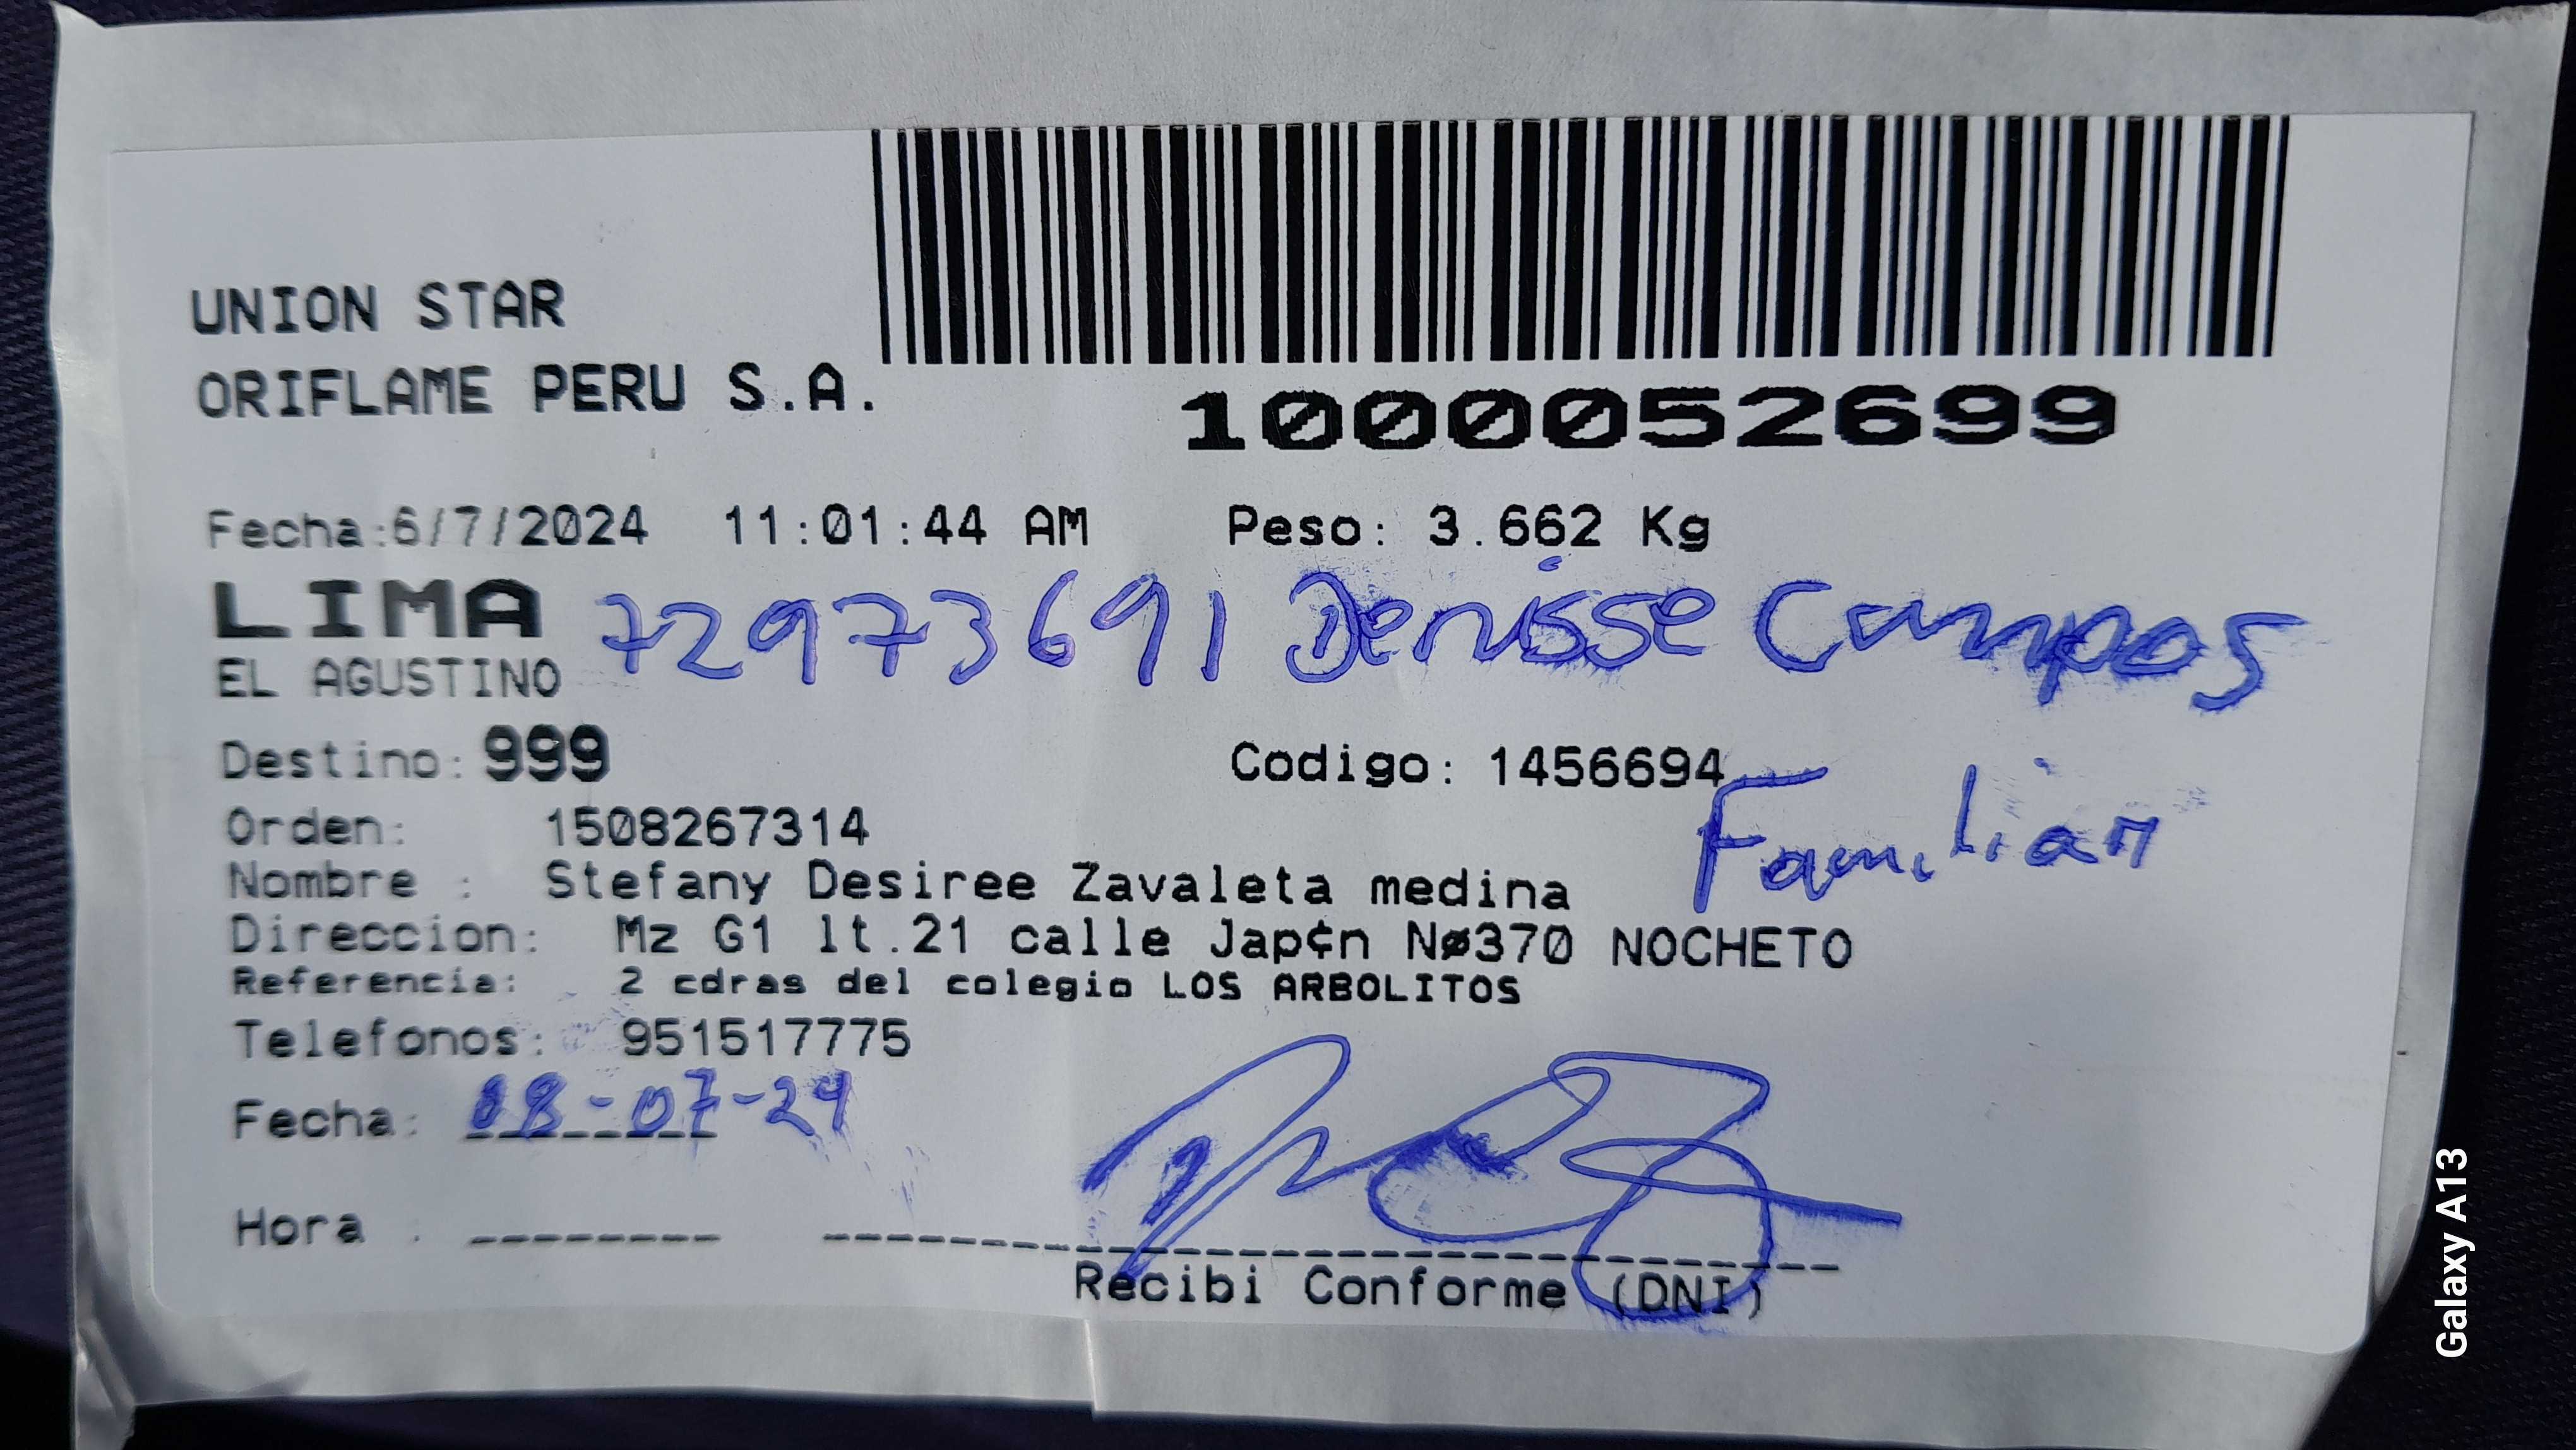 UNION STAR
ORIFLAME PERU S.A.
1000052699
Fecha:6/7/2024 11:01:44 AM Peso: 3.662 Kg
LIMA 72973691 Denisse Campos
EL AGUSTINO
Destino: 999 Codigo: 1456694
Familiar
Orden: 1508267314
Nombre : Stefany Desiree Zavaleta medina
Direccion: Mz G1 lt.21 calle Jap¢n Nø370 NOCHETO
Referencia: 2 cdras del colegio LOS ARBOLITOS
Telefonos: 951517775
Fecha: 08-07-24
Hora :
Recibi Conforme (DNI)
Galaxy A13